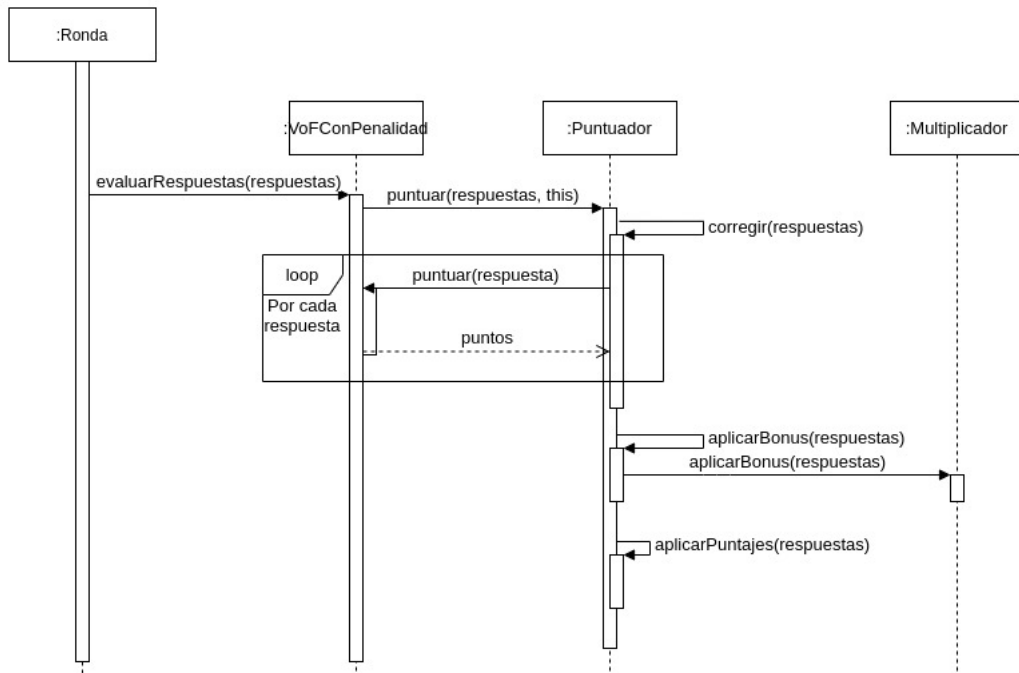 :Ronda
:VoFConPenalidad
:Puntuador
:Multiplicador
evaluarRespuestas(respuestas)
puntuar(respuestas, this)
corregir(respuestas)
loop
puntuar(respuesta)
Por cada
respuesta
puntos
aplicarBonus(respuestas)
aplicarBonus(respuestas)
aplicarPuntajes(respuestas)